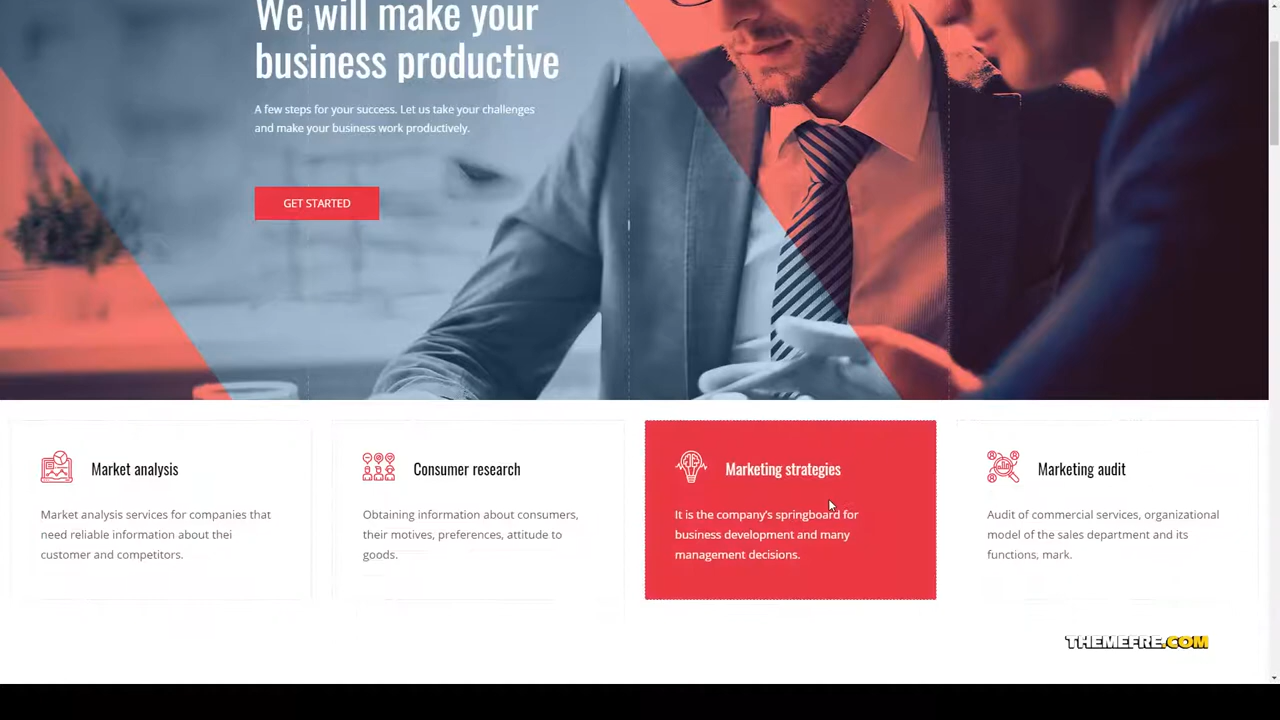 We will make your
business productive
A few steps for your success. Let us take your challenges
and make your business work productively.
GET STARTED
Market analysis
Market analysis services for companies that
need reliable information about thei
customer and competitors.
Consumer research
Obtaining information about consumers,
their motives, preferences, attitude to
goods.
Marketing strategies
It is the company's springboard for
business development and many
management decisions.
Marketing audit
Audit of commercial services, organizational
model of the sales department and its
functions, mark.
THEMEFRE.COM